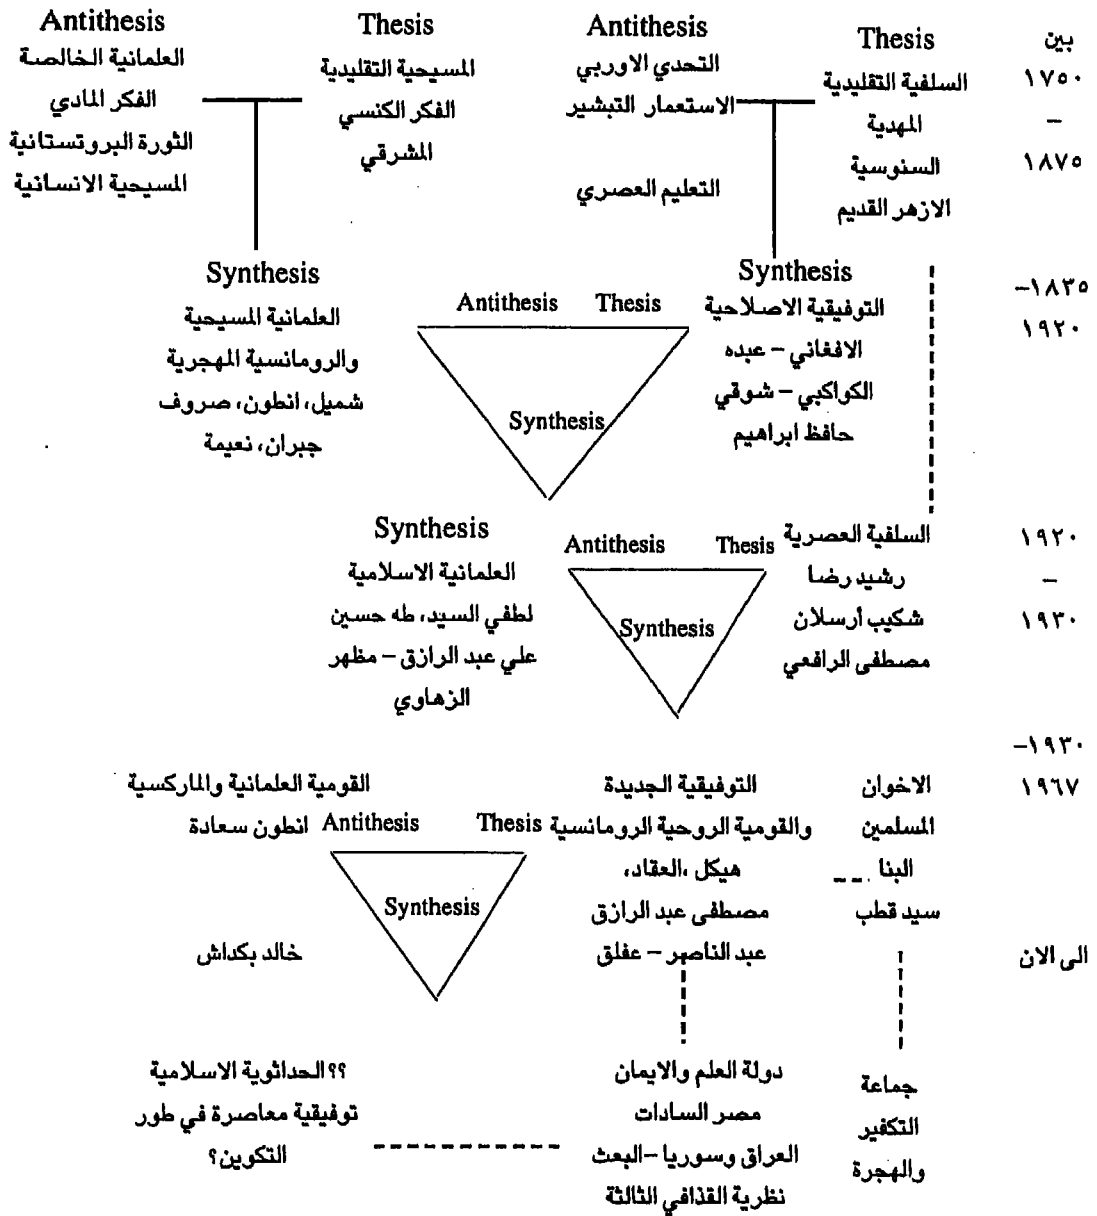 بين
١٧٥٠
–
١٨٧٥
Thesis
السلفية التقليدية
المهدية
السنوسية
الازهر القديم
Antithesis
التحدي الاوربي
الاستعمار التبشير
التعليم العصري
Thesis
المسيحية التقليدية
الفكر الكنسي
المشرقي
Antithesis
العلمانية الخالصة
الفكر المادي
الثورة البروتستانية
المسيحية الانسانية
١٨٣٥–
١٩٢٠
Synthesis
التوفيقية الاصلاحية
الافغاني – عبده
الكواكبي – شوقي
حافظ ابراهيم
Antithesis Thesis
Synthesis
Synthesis
العلمانية المسيحية
والرومانسية المهجرية
شميل، انطون، صروف
جبران، نعيمة
١٩٢٠
–
١٩٣٠
السلفية العصرية
رشيد رضا
شكيب أرسلان
مصطفى الرافعي
Antithesis Thesis
Synthesis
Synthesis
العلمانية الاسلامية
لطفي السيد، طه حسين
علي عبد الرازق – مظهر
الزهاوي
١٩٣٠–
١٩٦٧
الى الان
الاخوان
المسلمين
البنا
سيد قطب
التوفيقية الجديدة
والقومية الروحية الرومانسية
هيكل ،العقاد،
مصطفى عبد الرازق
عبد الناصر – عفلق
Antithesis Thesis
Synthesis
القومية العلمانية والماركسية
انطون سعادة
خالد بكداش
جماعة
التكفير
والهجرة
دولة العلم والايمان
مصر السادات
العراق وسوريا –البعث
نظرية القذافي الثالثة
؟؟ الحداثوية الاسلامية
توفيقية معاصرة في طور
التكوين؟